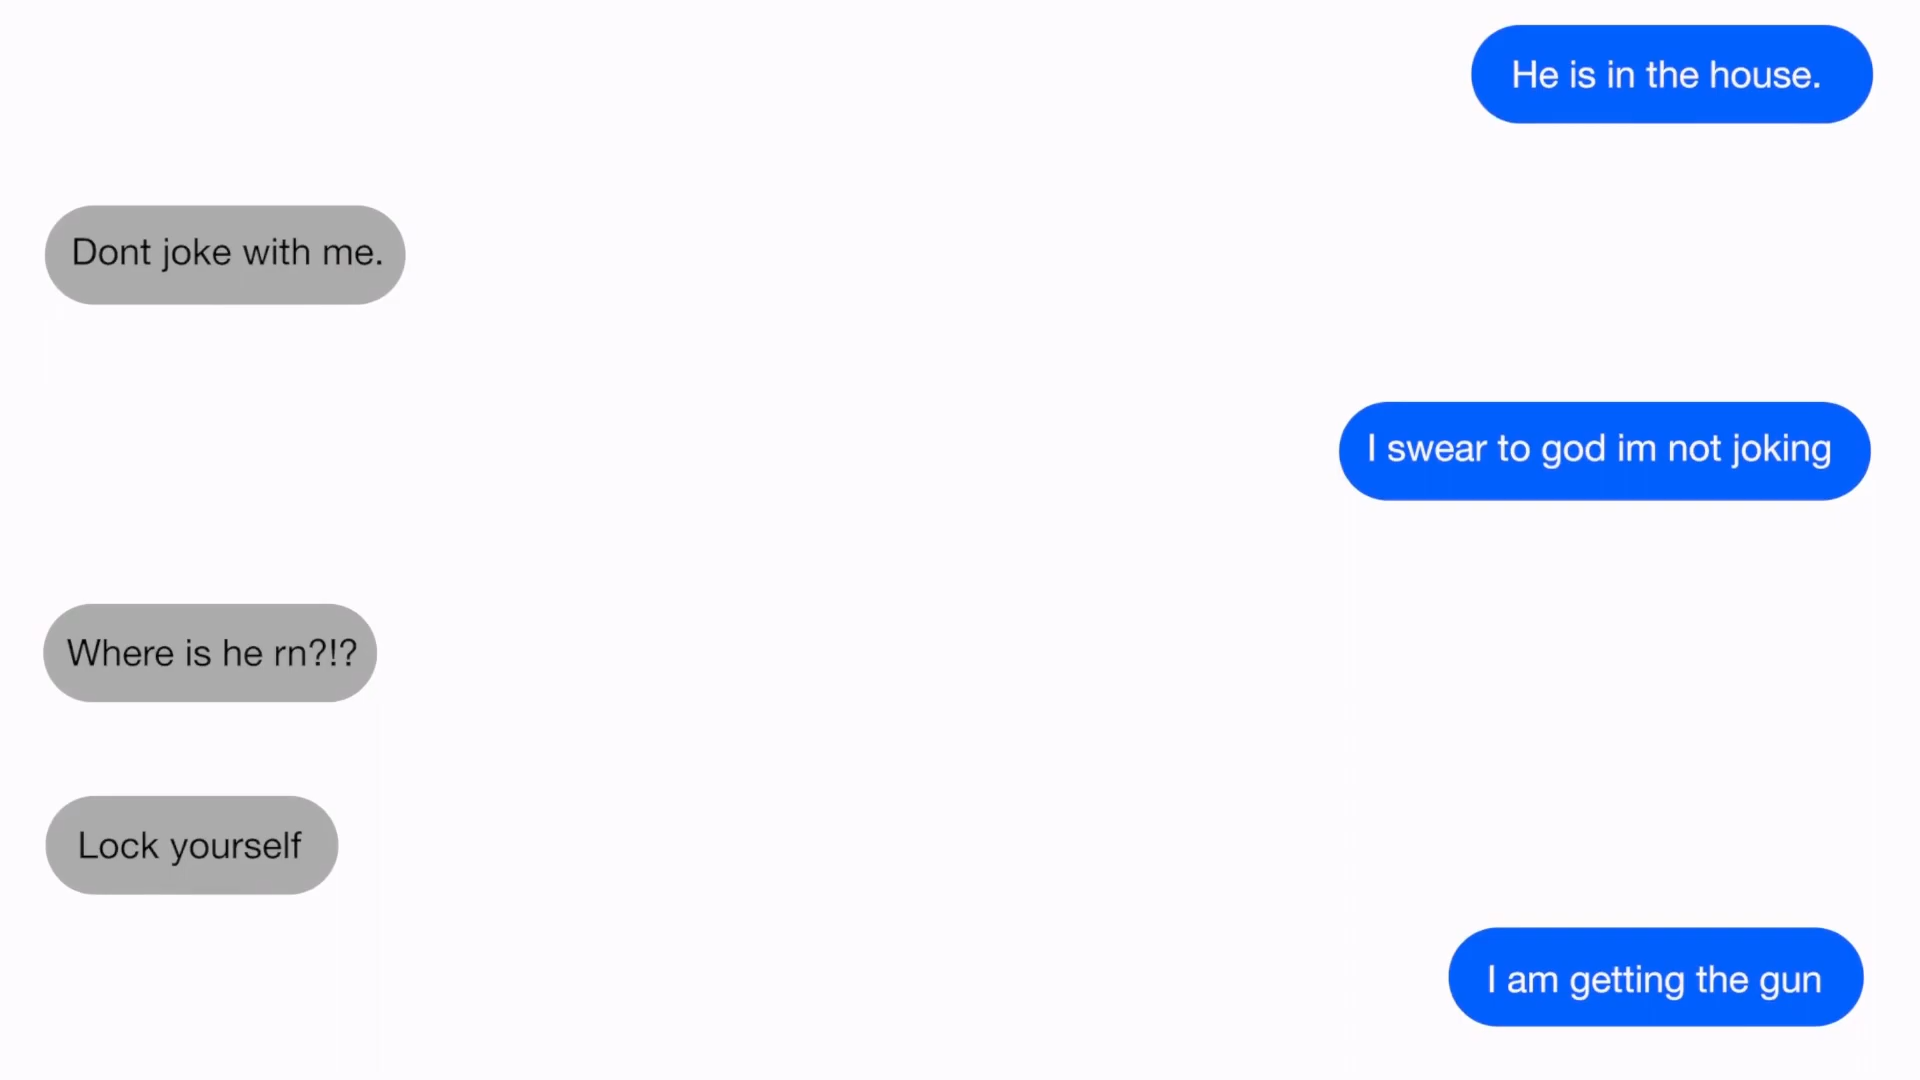 He is in the house.
Dont joke with me.
I swear to god im not joking
Where is he rn?!?
Lock yourself
I am getting the gun